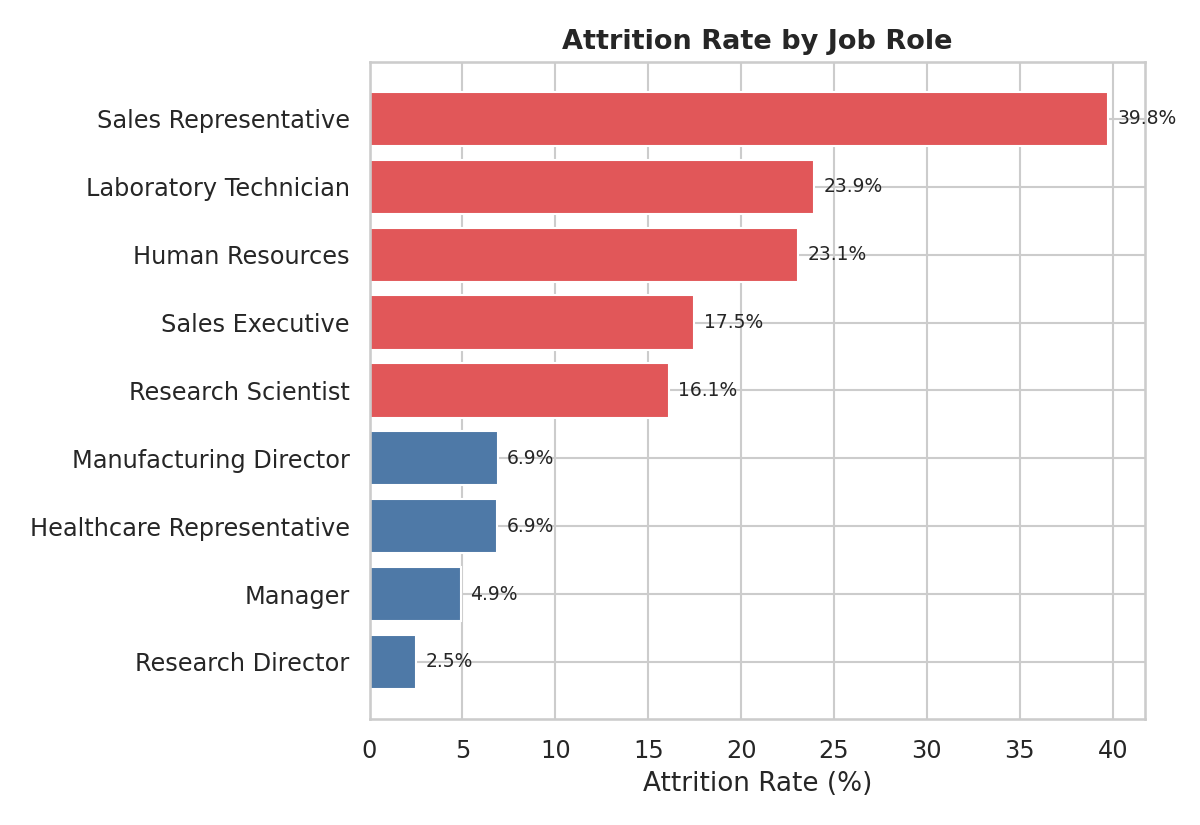 Attrition Rate by Job Role
Sales Representative 39.8%
Laboratory Technician 23.9%
Human Resources 23.1%
Sales Executive 17.5%
Research Scientist 16.1%
Manufacturing Director 6.9%
Healthcare Representative 6.9%
Manager 4.9%
Research Director 2.5%
0 5 10 15 20 25 30 35 40
Attrition Rate (%)